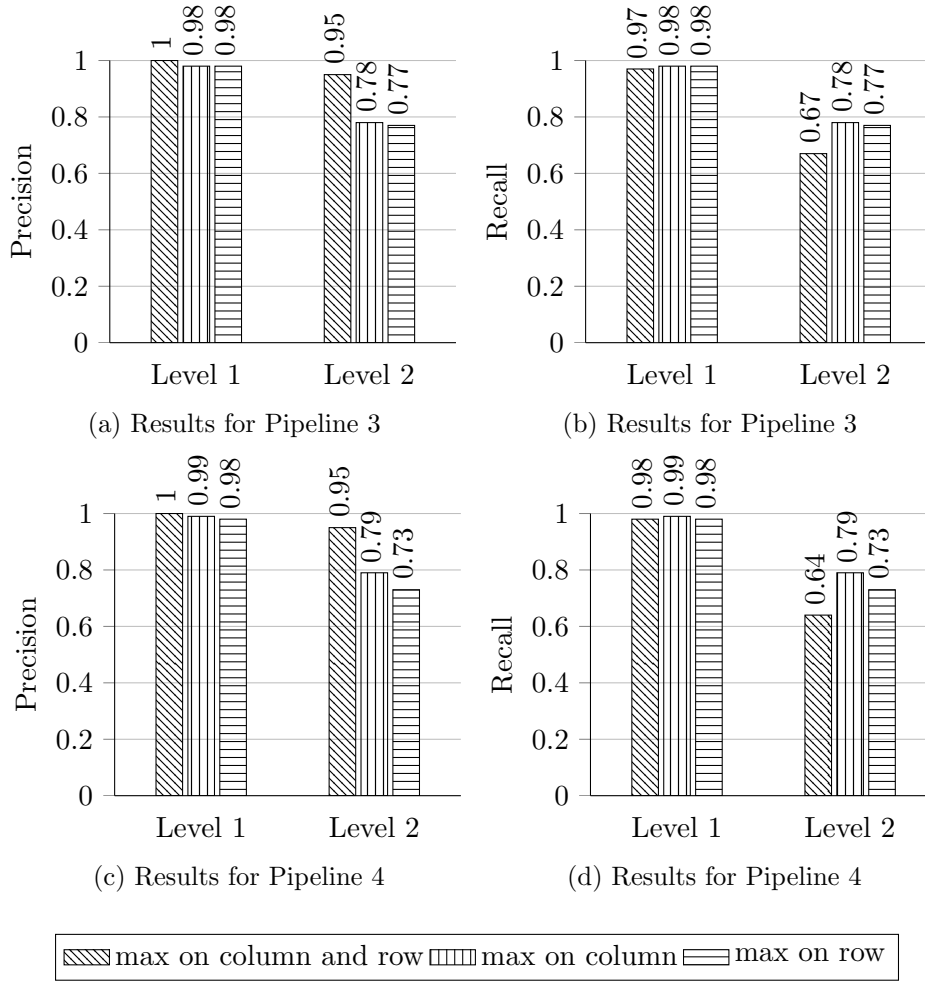 1 0.98 0.98 0.95 0.78 0.77
Precision
1
0.8
0.6
0.4
0.2
0
Level 1 Level 2
(a) Results for Pipeline 3
0.97 0.98 0.98 0.67 0.78 0.77
Recall
1
0.8
0.6
0.4
0.2
0
Level 1 Level 2
(b) Results for Pipeline 3
1 0.99 0.98 0.95 0.79 0.73
Precision
1
0.8
0.6
0.4
0.2
0
Level 1 Level 2
(c) Results for Pipeline 4
0.98 0.99 0.98 0.64 0.79 0.73
Recall
1
0.8
0.6
0.4
0.2
0
Level 1 Level 2
(d) Results for Pipeline 4
max on column and row max on column max on row